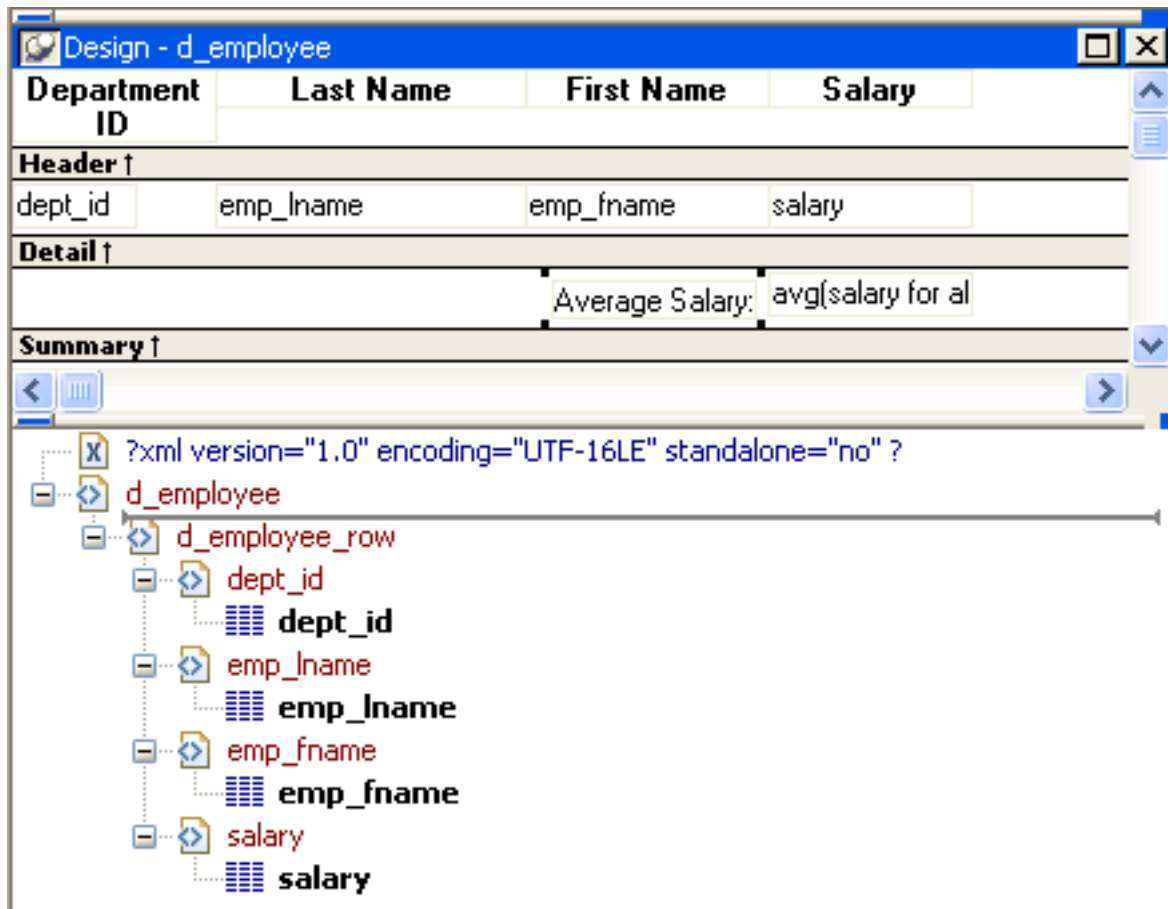 Design - d_employee
Department ID Last Name First Name Salary
Header ↑
dept_id emp_lname emp_fname salary
Detail ↑
Average Salary: avg(salary for al
Summary ↑
?xml version="1.0" encoding="UTF-16LE" standalone="no" ?
d_employee
d_employee_row
dept_id
dept_id
emp_lname
emp_lname
emp_fname
emp_fname
salary
salary